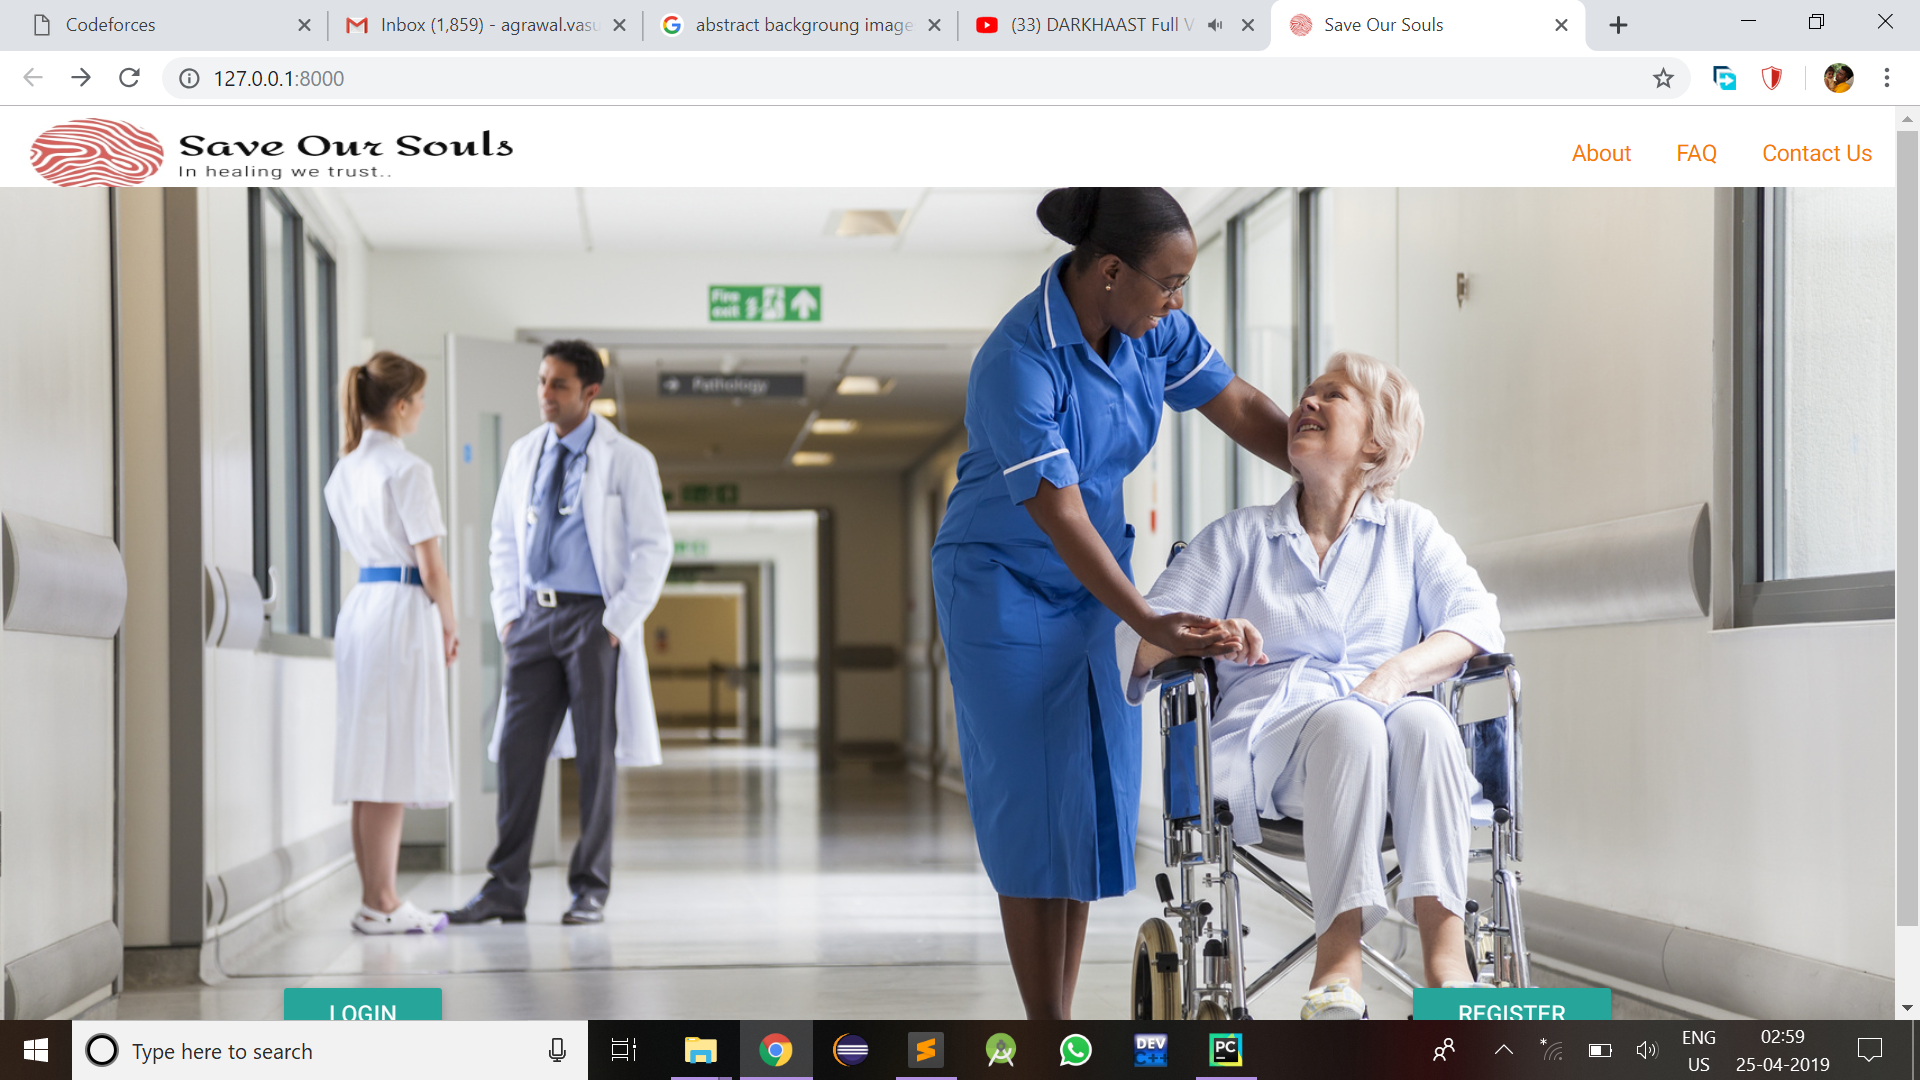 Codeforces
Inbox (1,859) - agrawal.vasu
abstract backgroung image
(33) DARKHAAST Full V
Save Our Souls
127.0.0.1:8000
Save Our Souls
In healing we trust..
About
FAQ
Contact Us
Fire
exit
Pathology
LOGIN
REGISTER
Type here to search
DEV
C++
PC
ENG
US
02:59
25-04-2019